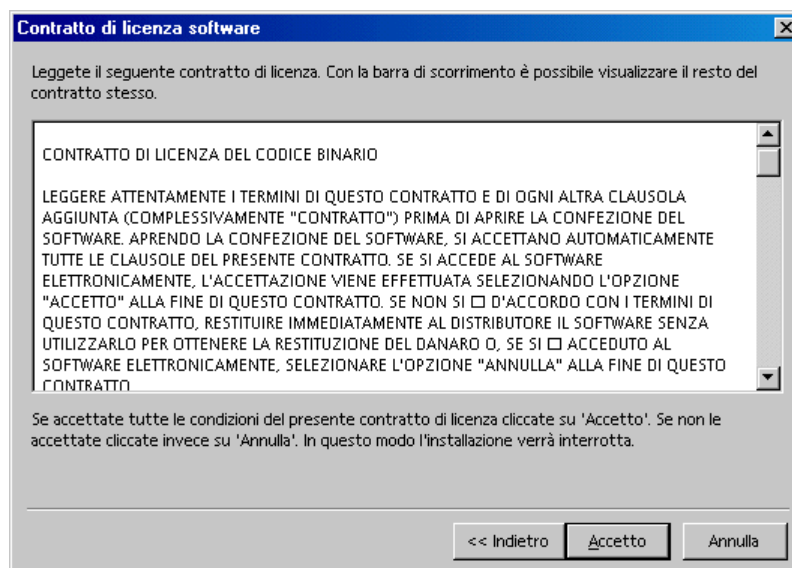 Contratto di licenza software
Leggete il seguente contratto di licenza. Con la barra di scorrimento è possibile visualizzare il resto del
contratto stesso.
CONTRATTO DI LICENZA DEL CODICE BINARIO
LEGGERE ATTENTAMENTE I TERMINI DI QUESTO CONTRATTO E DI OGNI ALTRA CLAUSOLA
AGGIUNTA (COMPLESSIVAMENTE "CONTRATTO") PRIMA DI APRIRE LA CONFEZIONE DEL
SOFTWARE. APRENDO LA CONFEZIONE DEL SOFTWARE, SI ACCETTANO AUTOMATICAMENTE
TUTTE LE CLAUSOLE DEL PRESENTE CONTRATTO. SE SI ACCEDE AL SOFTWARE
ELETTRONICAMENTE, L'ACCETTAZIONE VIENE EFFETTUATA SELEZIONANDO L'OPZIONE
"ACCETTO" ALLA FINE DI QUESTO CONTRATTO. SE NON SI □ D'ACCORDO CON I TERMINI DI
QUESTO CONTRATTO, RESTITUIRE IMMEDIATAMENTE AL DISTRIBUTORE IL SOFTWARE SENZA
UTILIZZARLO PER OTTENERE LA RESTITUZIONE DEL DANARO O, SE SI □ ACCEDUTO AL
SOFTWARE ELETTRONICAMENTE, SELEZIONARE L'OPZIONE "ANNULLA" ALLA FINE DI QUESTO
CONTRATTO
Se accettate tutte le condizioni del presente contratto di licenza cliccate su 'Accetto'. Se non le
accettate cliccate invece su 'Annulla'. In questo modo l'installazione verrà interrotta.
<< Indietro
Accetto
Annulla